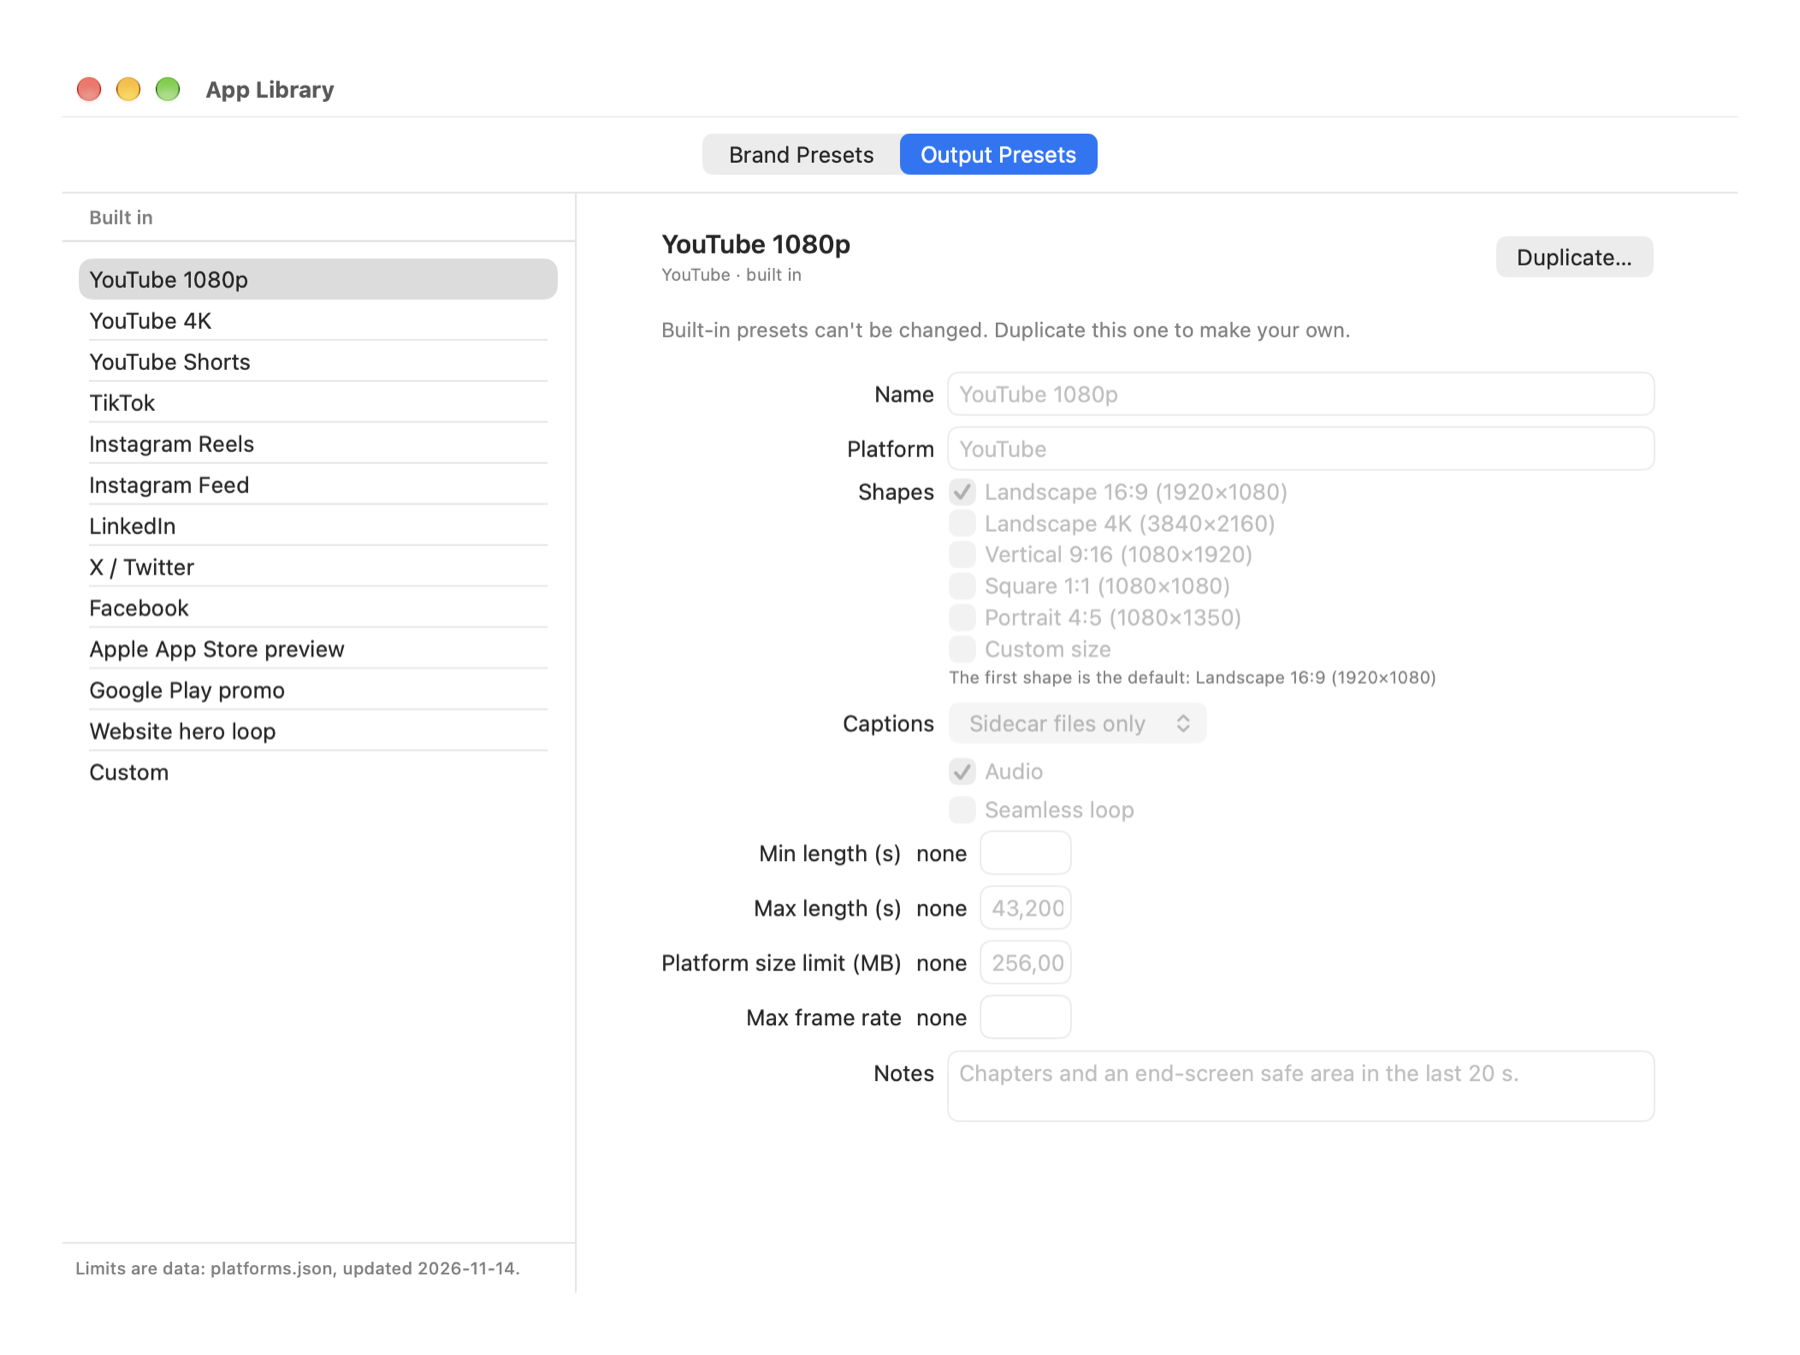 App Library
Brand Presets Output Presets
Built in
YouTube 1080p
YouTube 4K
YouTube Shorts
TikTok
Instagram Reels
Instagram Feed
LinkedIn
X / Twitter
Facebook
Apple App Store preview
Google Play promo
Website hero loop
Custom
Limits are data: platforms.json, updated 2026-11-14.
YouTube 1080p
YouTube · built in
Duplicate...
Built-in presets can't be changed. Duplicate this one to make your own.
Name YouTube 1080p
Platform YouTube
Shapes Landscape 16:9 (1920×1080)
Landscape 4K (3840×2160)
Vertical 9:16 (1080×1920)
Square 1:1 (1080×1080)
Portrait 4:5 (1080×1350)
Custom size
The first shape is the default: Landscape 16:9 (1920×1080)
Captions Sidecar files only
Audio
Seamless loop
Min length (s) none
Max length (s) none 43,200
Platform size limit (MB) none 256,00
Max frame rate none
Notes Chapters and an end-screen safe area in the last 20 s.